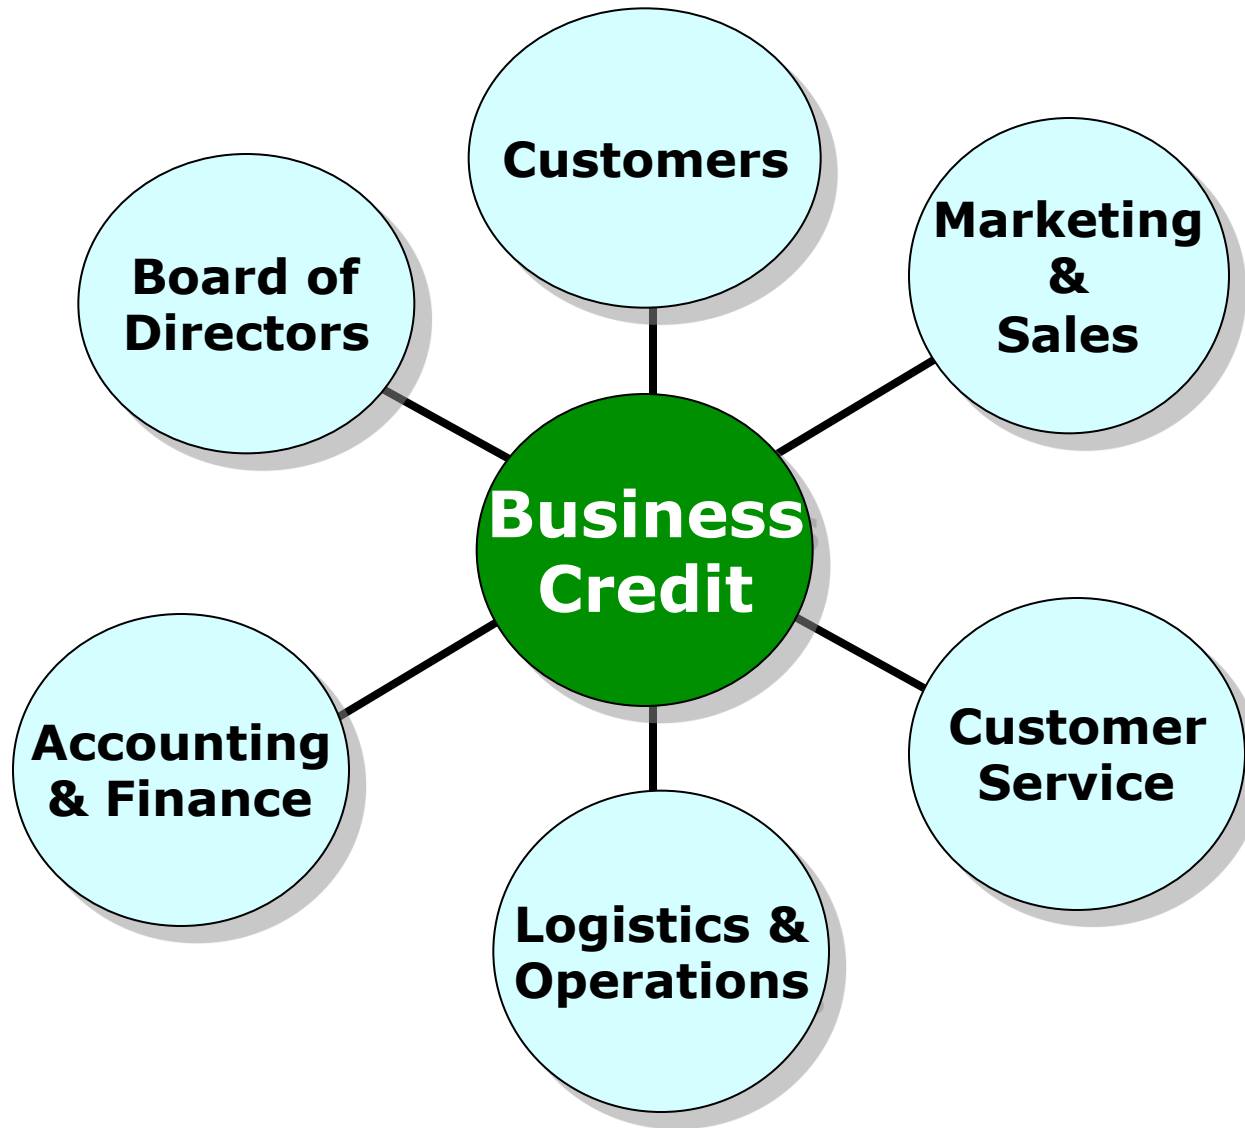 Customers
Marketing
&
Sales
Board of
Directors
Business
Credit
Customer
Service
Accounting
& Finance
Logistics &
Operations